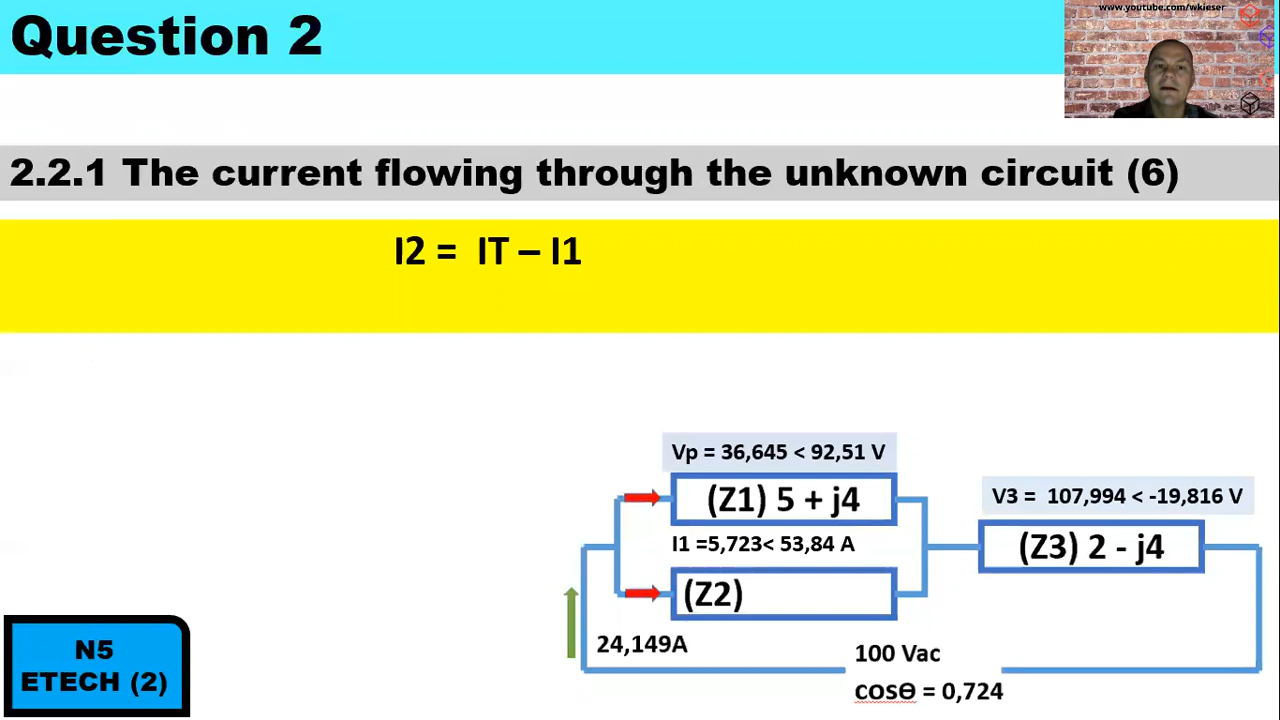 Question 2
www.youtube.com/wkieser
2.2.1 The current flowing through the unknown circuit (6)
I2 = IT – I1
Vp = 36,645 < 92,51 V
(Z1) 5 + j4
V3 = 107,994 < -19,816 V
I1 =5,723< 53,84 A
(Z3) 2 - j4
(Z2)
24,149A
100 Vac
cosΘ = 0,724
N5
ETECH (2)